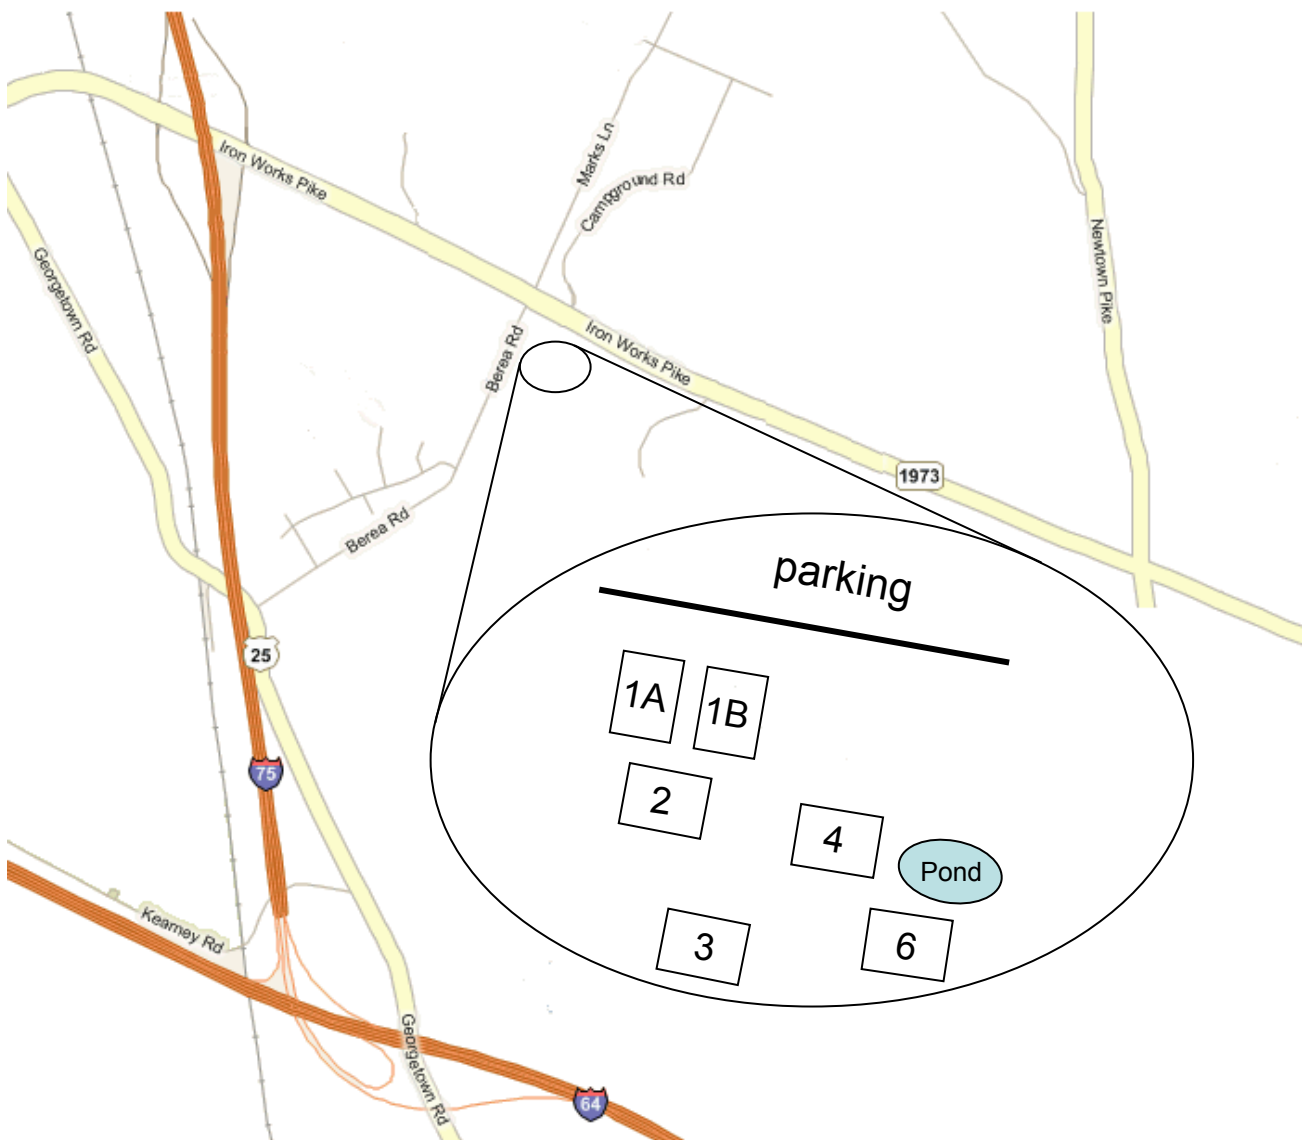 Iron Works Pike
Marks Ln
Campground Rd
Georgetown Rd
Newtown Pike
Berea Rd
Iron Works Pike
1973
Berea Rd
parking
25
1A
1B
75
2
4
Pond
Kearney Rd
3
6
Georgetown Rd
64